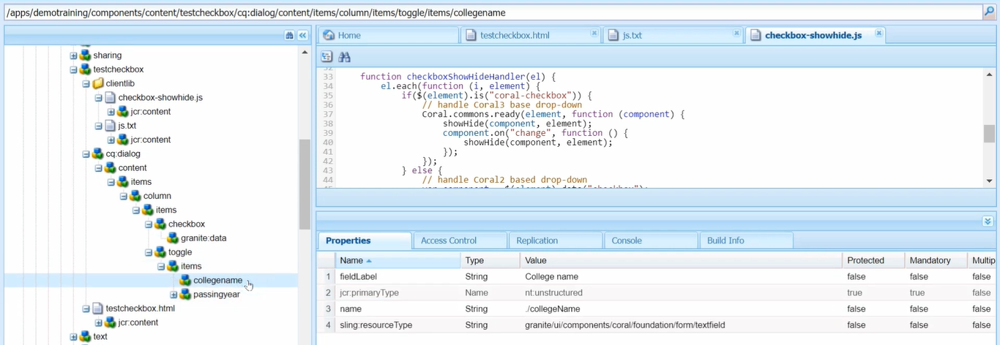 /apps/demotraining/components/content/testcheckbox/cq:dialog/content/items/column/items/toggle/items/collegename
sharing
testcheckbox
clientlib
checkbox-showhide.js
jcr:content
js.txt
jcr:content
cq:dialog
content
items
column
items
checkbox
granite:data
toggle
items
collegename
passingyear
testcheckbox.html
jcr:content
text
Home testcheckbox.html js.txt checkbox-showhide.js
32
33 function checkboxShowHideHandler(el) {
34 el.each(function (i, element) {
35 if($(element).is("coral-checkbox")) {
36 // handle Coral3 base drop-down
37 Coral.commons.ready(element, function (component) {
38 showHide(component, element);
39 component.on("change", function () {
40 showHide(component, element);
41 });
42 });
43 } else {
44 // handle Coral2 based drop-down
Properties Access Control Replication Console Build Info
Name Type Value Protected Mandatory Multip
1 fieldLabel String College name false false false
2 jcr:primaryType Name nt:unstructured true true false
3 name String ./collegeName false false false
4 sling:resourceType String granite/ui/components/coral/foundation/form/textfield false false false